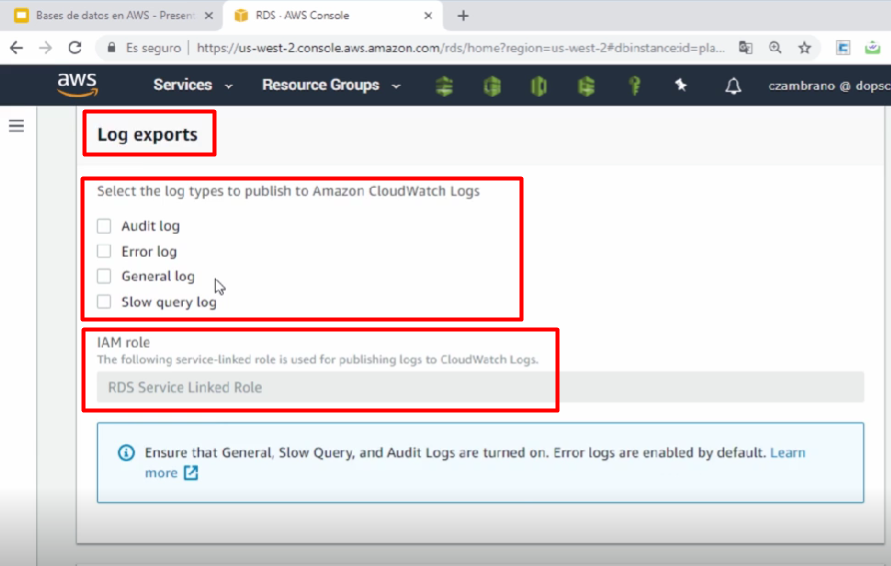 Bases de datos en AWS - Present
RDS · AWS Console
Es seguro | https://us-west-2.console.aws.amazon.com/rds/home?region=us-west-2#dbinstance:id=pla...
aws Services Resource Groups czambrano @ dopsc
Log exports
Select the log types to publish to Amazon CloudWatch Logs
Audit log
Error log
General log
Slow query log
IAM role
The following service-linked role is used for publishing logs to CloudWatch Logs.
RDS Service Linked Role
Ensure that General, Slow Query, and Audit Logs are turned on. Error logs are enabled by default. Learn
more